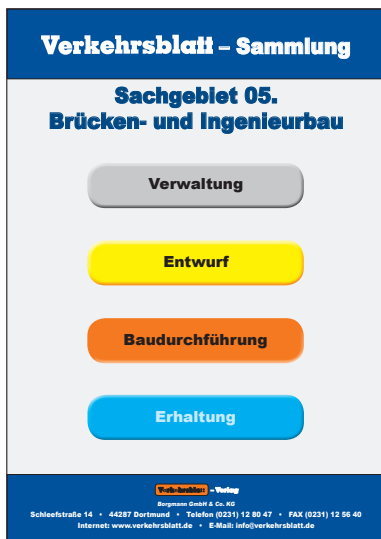 Verkehrsblatt – Sammlung
Sachgebiet 05.
Brücken- und Ingenieurbau
Verwaltung
Entwurf
Baudurchführung
Erhaltung
Verkehrsblatt – Verlag
Borgmann GmbH & Co. KG
Schleefstraße 14 • 44287 Dortmund • Telefon (0231) 12 80 47 • FAX (0231) 12 56 40
Internet: www.verkehrsblatt.de • E-Mail: info@verkehrsblatt.de